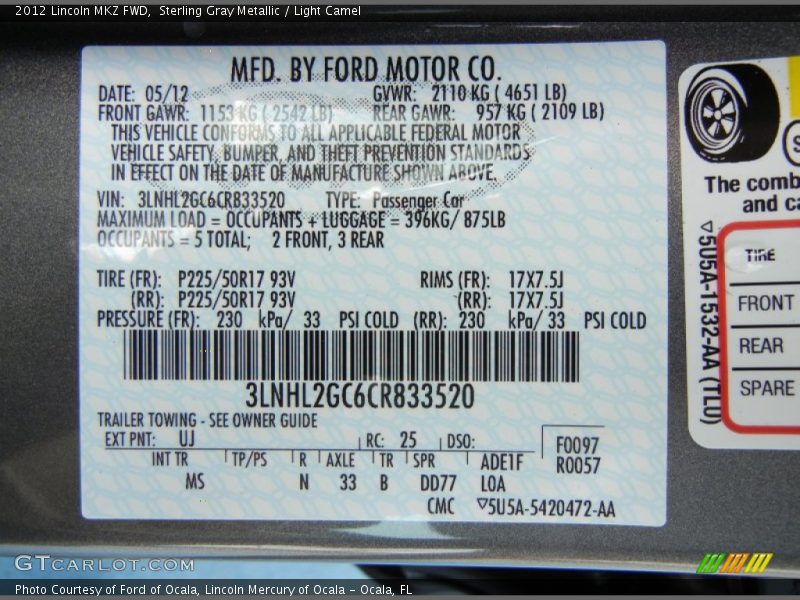 2012 Lincoln MKZ FWD,  Sterling Gray Metallic / Light Camel
MFD. BY FORD MOTOR CO.
DATE: 05/12 GVWR: 2110 KG ( 4651 LB)
FRONT GAWR: 1153 KG ( 2542 LB) REAR GAWR: 957 KG ( 2109 LB)
THIS VEHICLE CONFORMS TO ALL APPLICABLE FEDERAL MOTOR
VEHICLE SAFETY, BUMPER, AND THEFT PREVENTION STANDARDS
IN EFFECT ON THE DATE OF MANUFACTURE SHOWN ABOVE.
VIN: 3LNHL2GC6CR833520 TYPE: Passenger Car
MAXIMUM LOAD = OCCUPANTS + LUGGAGE = 396KG/ 875LB
OCCUPANTS = 5 TOTAL; 2 FRONT, 3 REAR
TIRE (FR): P225/50R17 93V RIMS (FR): 17X7.5J
(RR): P225/50R17 93V (RR): 17X7.5J
PRESSURE (FR): 230 kPa/ 33 PSI COLD (RR): 230 kPa/ 33 PSI COLD
3LNHL2GC6CR833520
TRAILER TOWING - SEE OWNER GUIDE
EXT PNT: UJ RC: 25 DSO: F0097
INT TR TP/PS R AXLE TR SPR ADE1F R0057
MS N 33 B DD77 LOA
CMC ▽5U5A-5420472-AA
The comb
and ca
▽5U5A-1532-AA (TLU)
TIRE
FRONT
REAR
SPARE
GTCARLOT.COM
Photo Courtesy of Ford of Ocala, Lincoln Mercury of Ocala - Ocala, FL